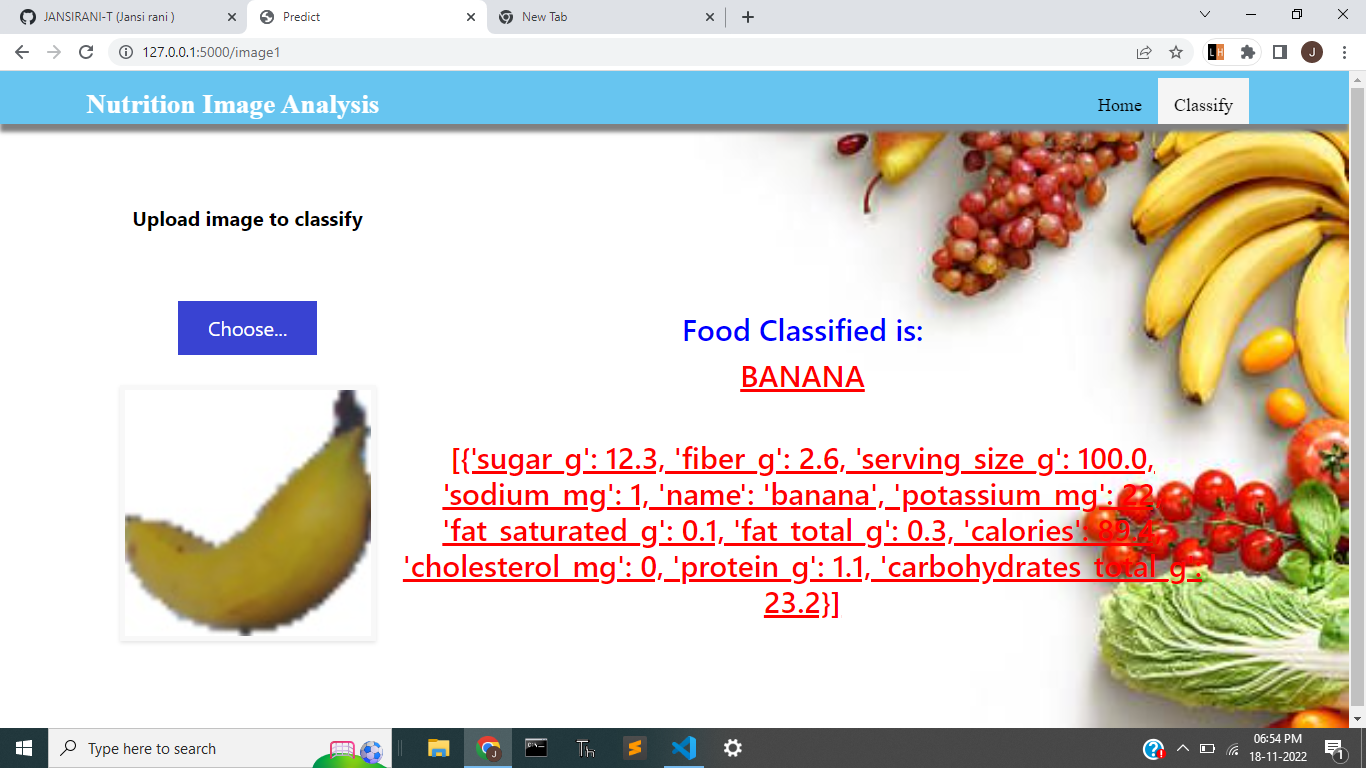 JANSIRANI-T (Jansi rani )
Predict
New Tab
127.0.0.1:5000/image1
L H
J
Nutrition Image Analysis
Home
Classify
Upload image to classify
Choose...
Food Classified is:
BANANA
[{'sugar_g': 12.3, 'fiber_g': 2.6, 'serving_size_g': 100.0,
'sodium_mg': 1, 'name': 'banana', 'potassium_mg': 22,
'fat_saturated_g': 0.1, 'fat_total_g': 0.3, 'calories': 89.4,
'cholesterol_mg': 0, 'protein_g': 1.1, 'carbohydrates_total_g':
23.2}]
Type here to search
J
Th
06:54 PM
18-11-2022
1